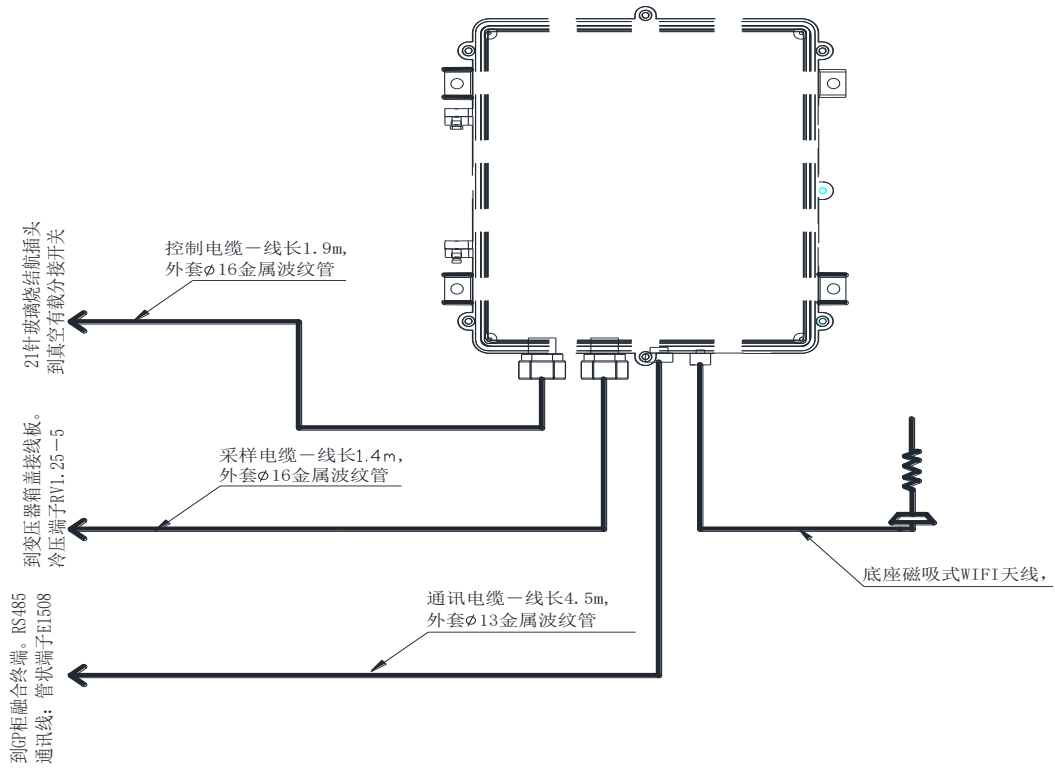 21针玻璃烧结航插头
到真空有载分接开关
控制电缆－线长1.9m,
外套φ16金属波纹管
到变压器箱盖接线板。
冷压端子RV1.25-5
采样电缆－线长1.4m,
外套φ16金属波纹管
底座磁吸式WIFI天线,
到GP柜融合终端。RS485
通讯线：管状端子E1508
通讯电缆－线长4.5m,
外套φ13金属波纹管